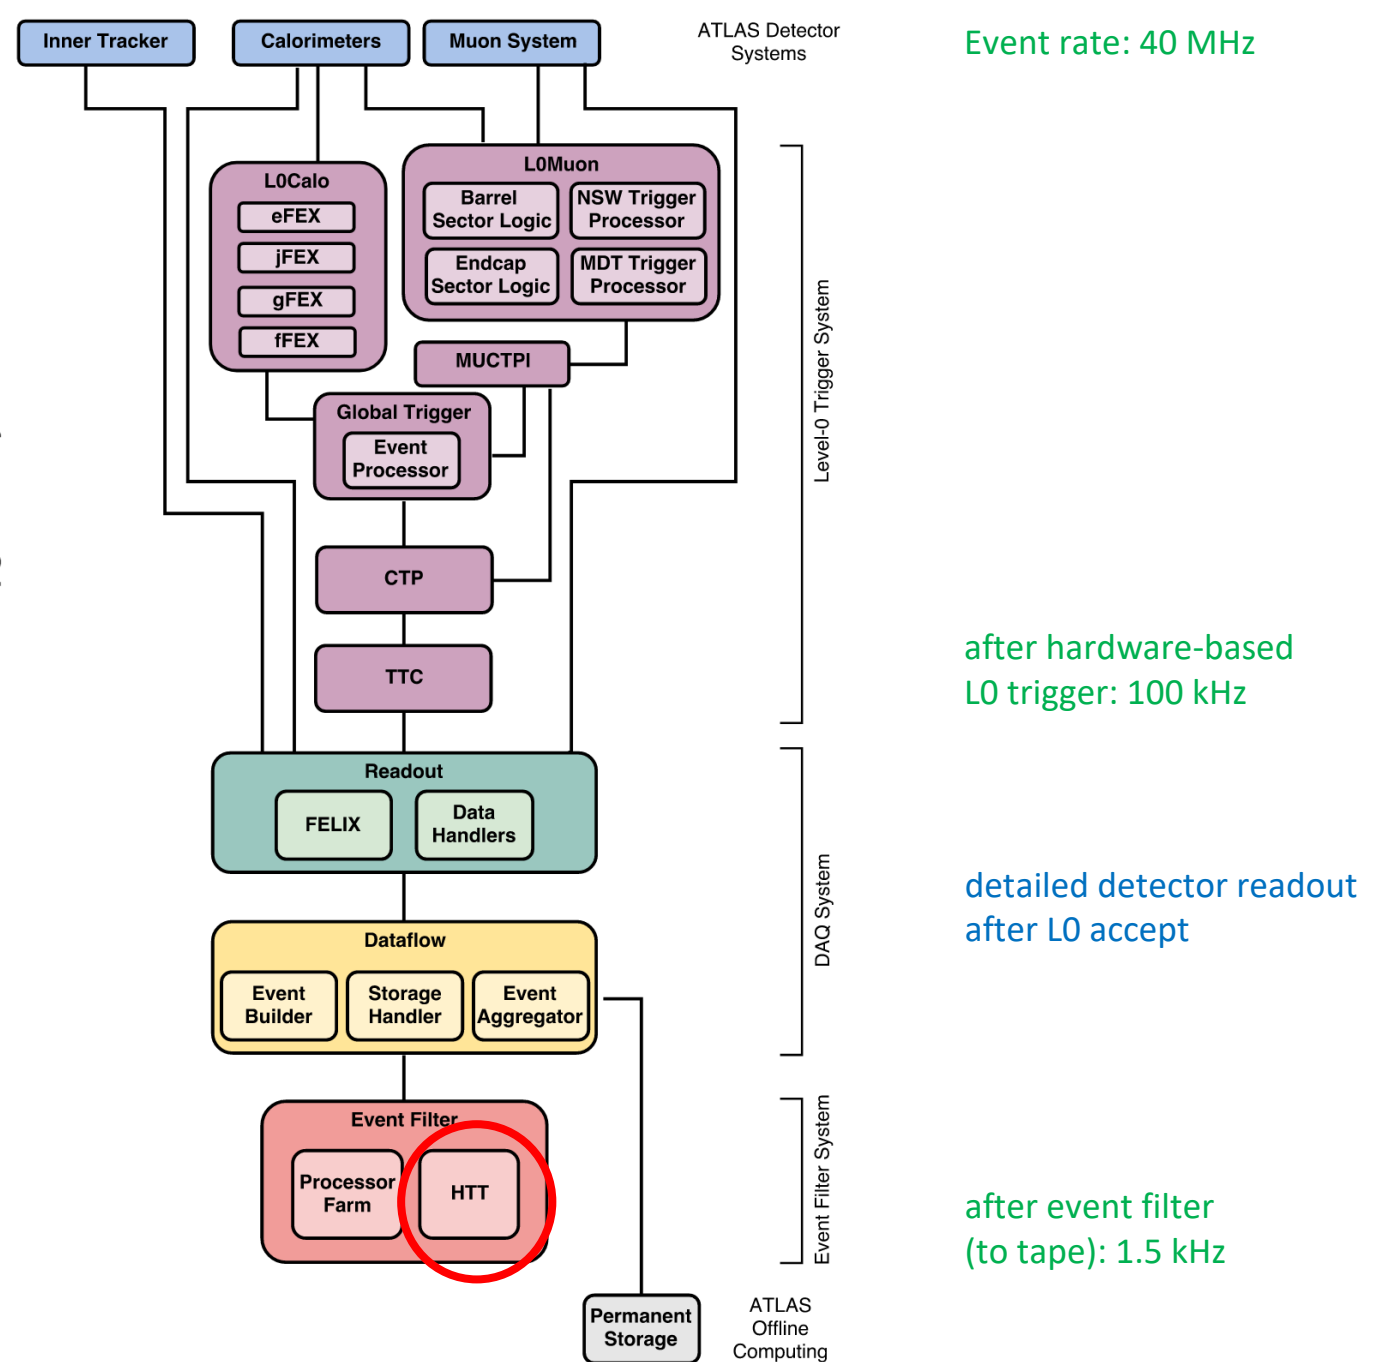 Inner Tracker
Calorimeters
Muon System
ATLAS Detector
Systems
Event rate: 40 MHz
L0Calo
eFEX
jFEX
gFEX
fFEX
L0Muon
Barrel
Sector Logic
NSW Trigger
Processor
Endcap
Sector Logic
MDT Trigger
Processor
MUCTPI
Global Trigger
Event
Processor
CTP
TTC
Level-0 Trigger System
after hardware-based
L0 trigger: 100 kHz
Readout
FELIX
Data
Handlers
Dataflow
Event
Builder
Storage
Handler
Event
Aggregator
DAQ System
detailed detector readout
after L0 accept
Event Filter
Processor
Farm
HTT
Event Filter System
after event filter
(to tape): 1.5 kHz
Permanent
Storage
ATLAS
Offline
Computing